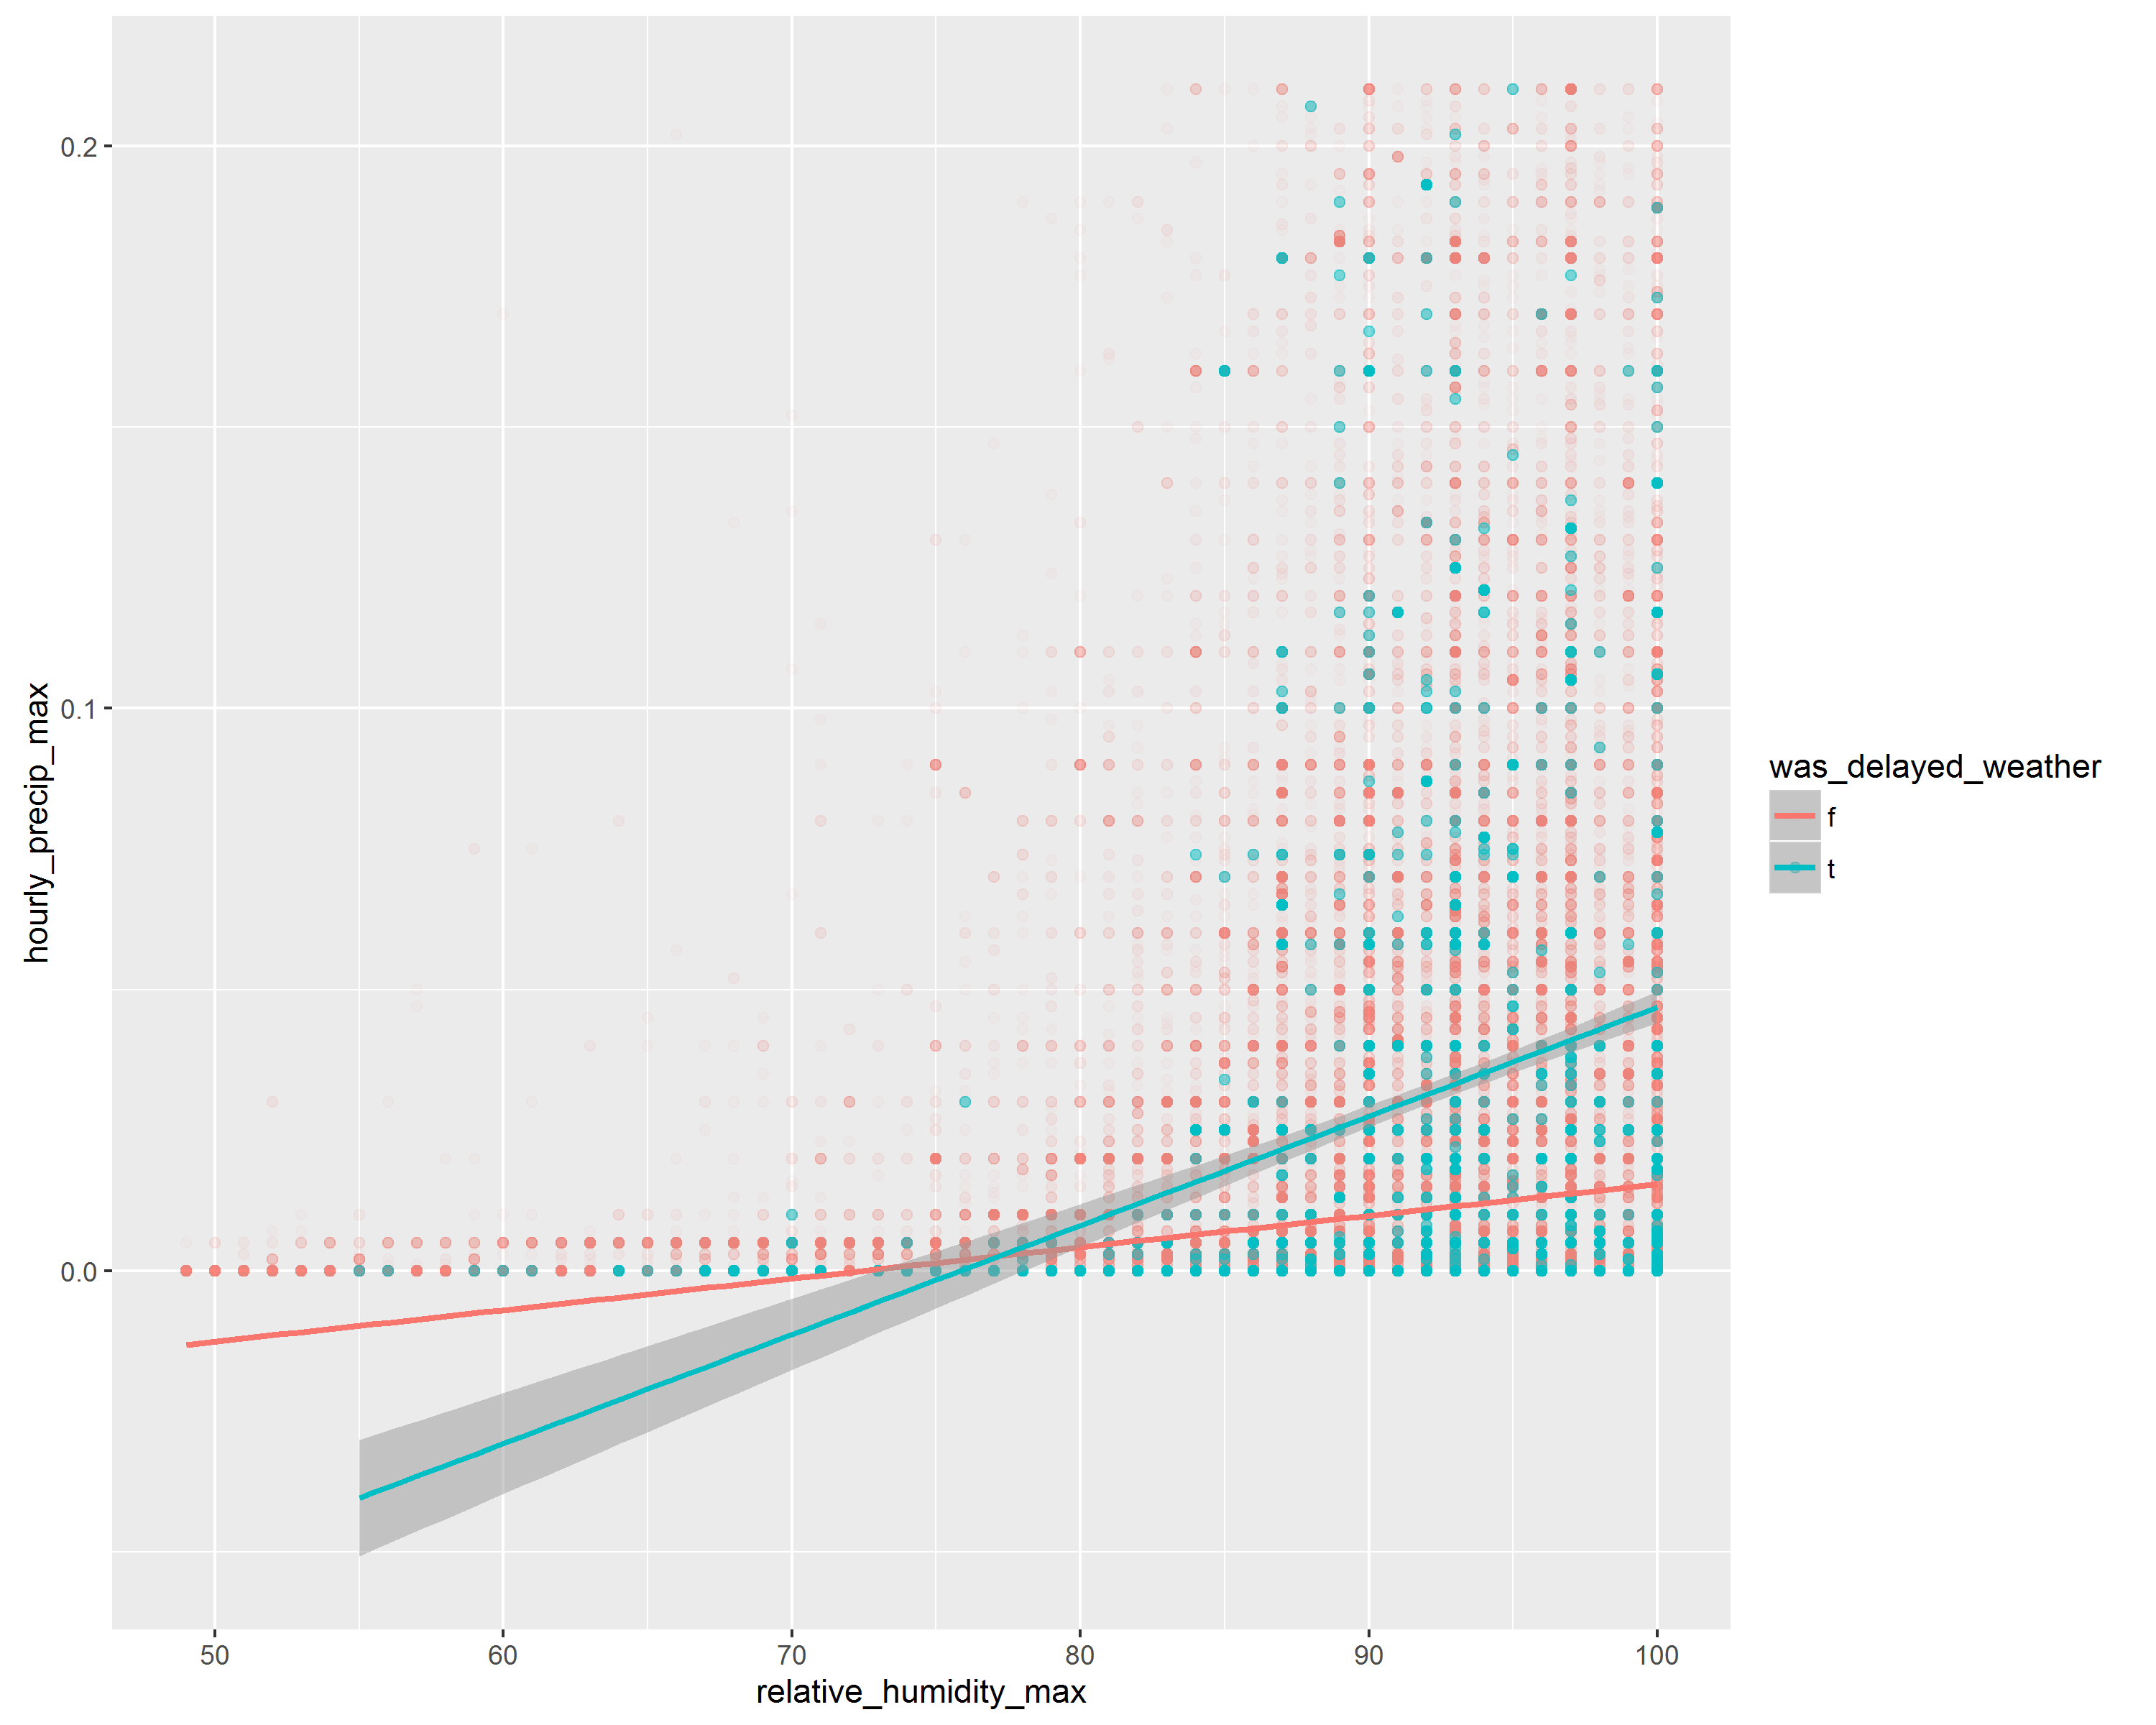 0.2
0.1
0.0
hourly_precip_max
50
60
70
80
90
100
relative_humidity_max
was_delayed_weather
f
t